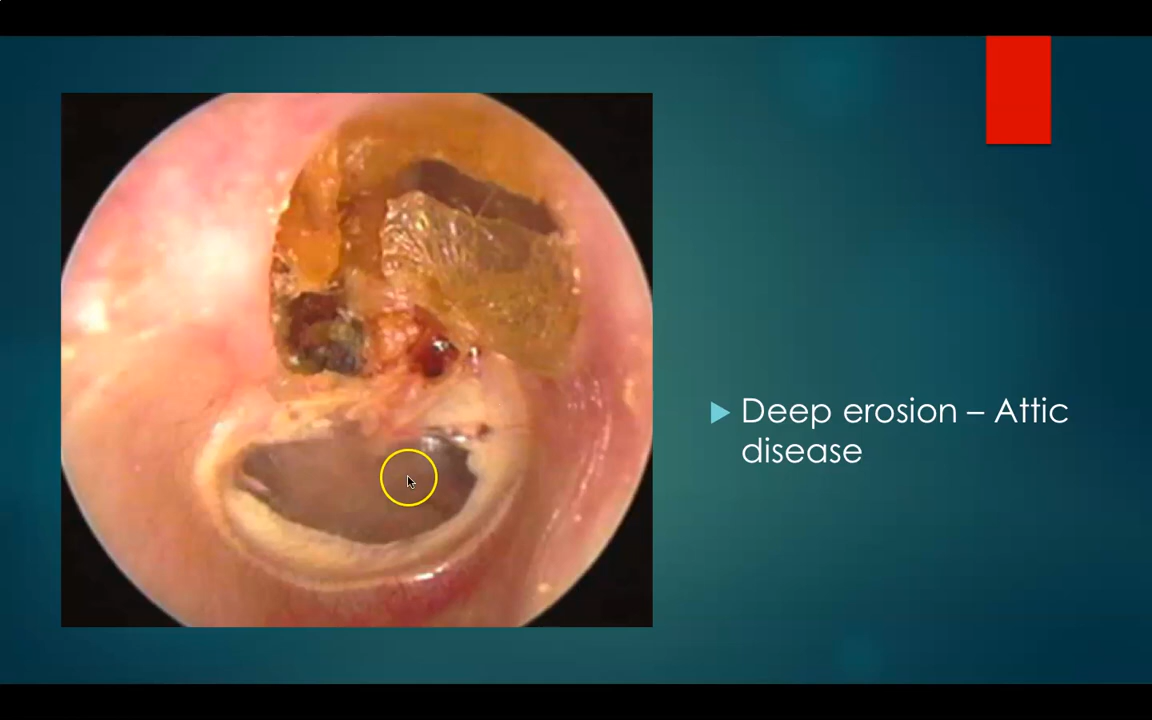 Deep erosion – Attic
disease